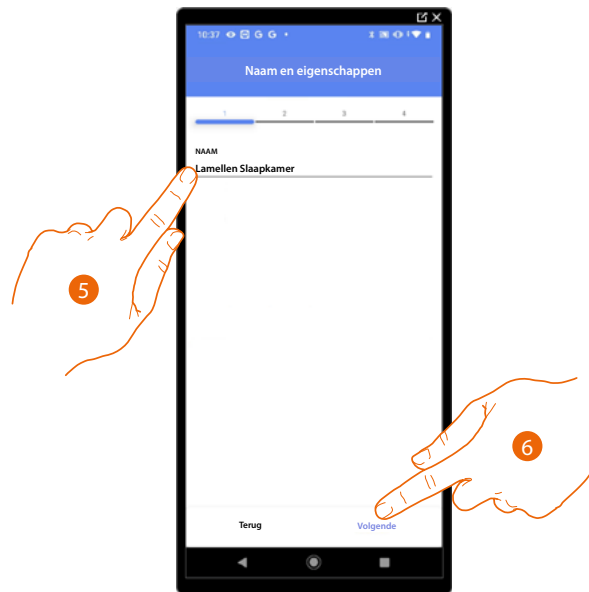 10:37 G G
Naam en eigenschappen
1 2 3 4
NAAM
Lamellen Slaapkamer
5
6
Terug Volgende